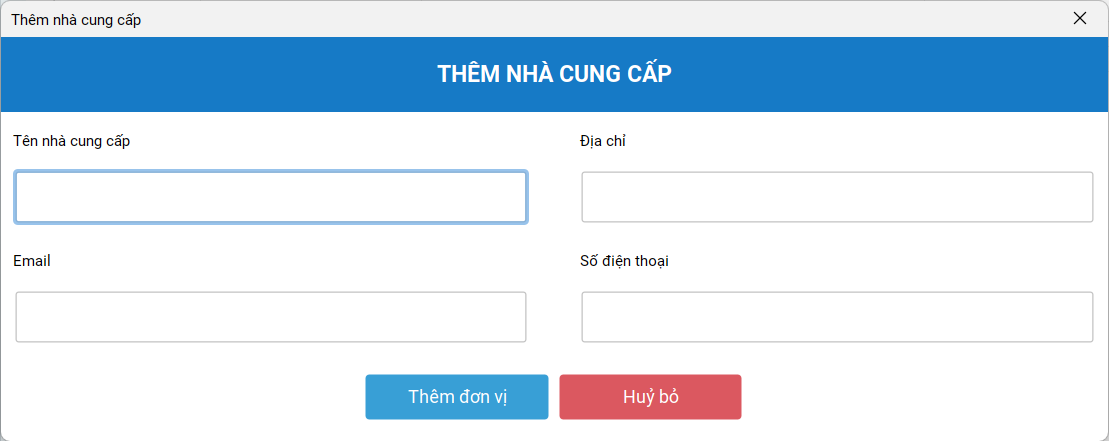 Thêm nhà cung cấp
THÊM NHÀ CUNG CẤP
Tên nhà cung cấp
Địa chỉ
Email
Số điện thoại
Thêm đơn vị
Huỷ bỏ